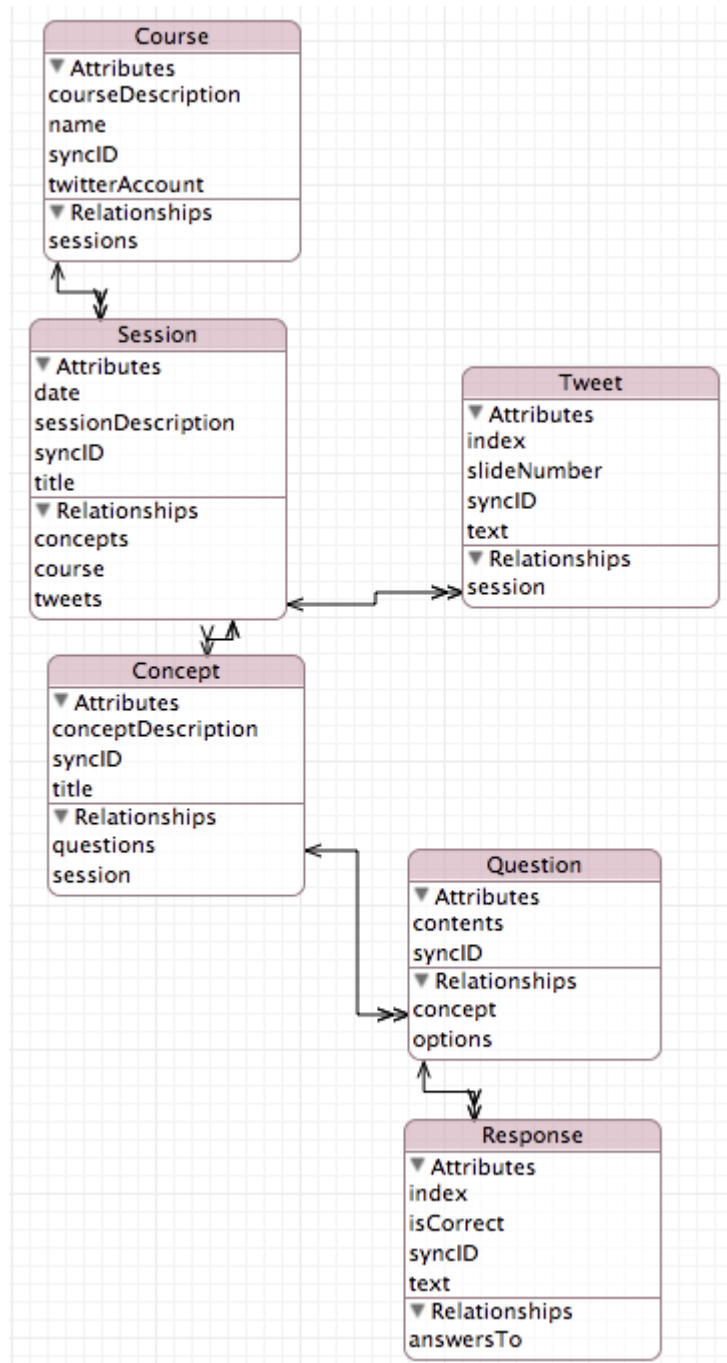 Course
Attributes
courseDescription
name
syncID
twitterAccount
Relationships
sessions
Session
Attributes
date
sessionDescription
syncID
title
Relationships
concepts
course
tweets
Tweet
Attributes
index
slideNumber
syncID
text
Relationships
session
Concept
Attributes
conceptDescription
syncID
title
Relationships
questions
session
Question
Attributes
contents
syncID
Relationships
concept
options
Response
Attributes
index
isCorrect
syncID
text
Relationships
answersTo